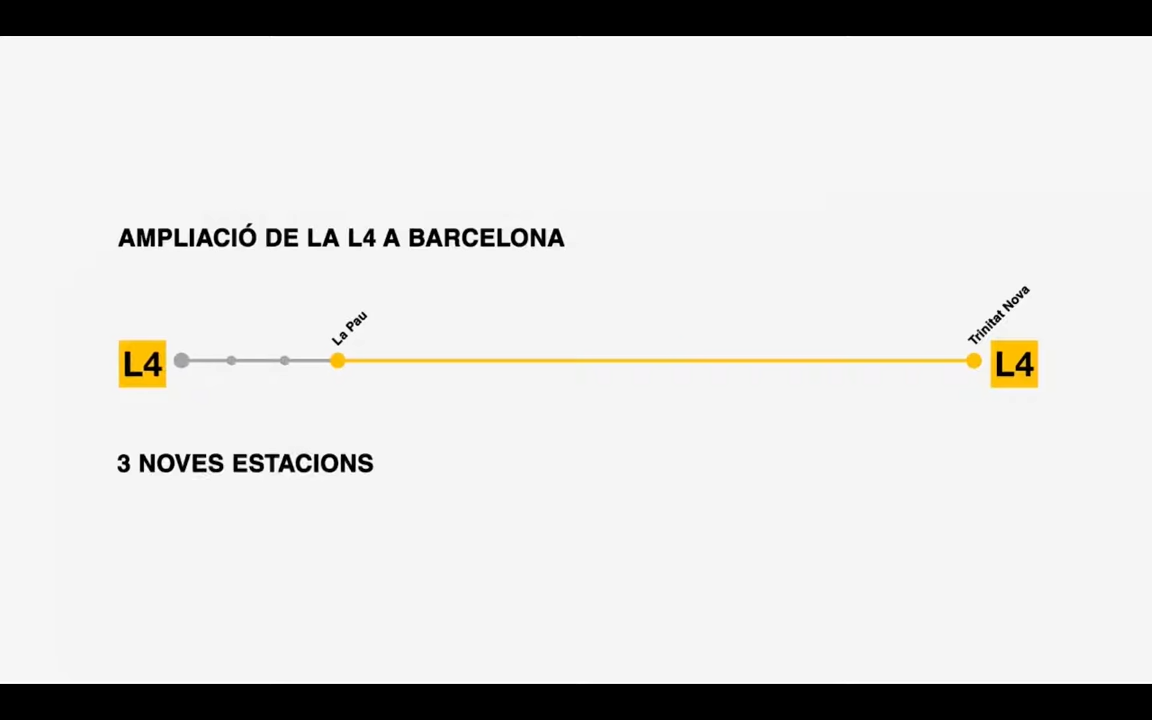 AMPLIACIÓ DE LA L4 A BARCELONA
La Pau
Trinitat Nova
L4
L4
3 NOVES ESTACIONS